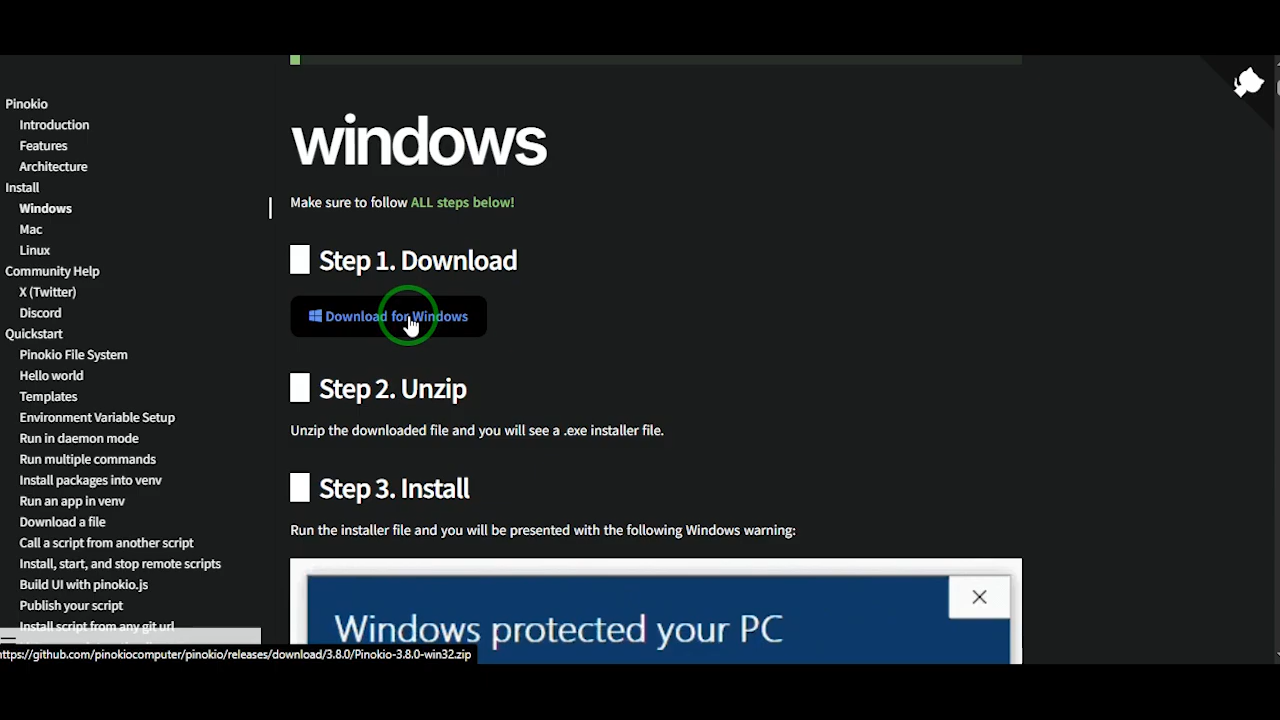 Pinokio
Introduction
Features
Architecture
Install
Windows
Mac
Linux
Community Help
X (Twitter)
Discord
Quickstart
Pinokio File System
Hello world
Templates
Environment Variable Setup
Run in daemon mode
Run multiple commands
Install packages into venv
Run an app in venv
Download a file
Call a script from another script
Install, start, and stop remote scripts
Build UI with pinokio.js
Publish your script
Install script from any git url
windows
Make sure to follow ALL steps below!
Step 1. Download
Download for Windows
Step 2. Unzip
Unzip the downloaded file and you will see a .exe installer file.
Step 3. Install
Run the installer file and you will be presented with the following Windows warning:
Windows protected your PC
https://github.com/pinokiocomputer/pinokio/releases/download/3.8.0/Pinokio-3.8.0-win32.zip